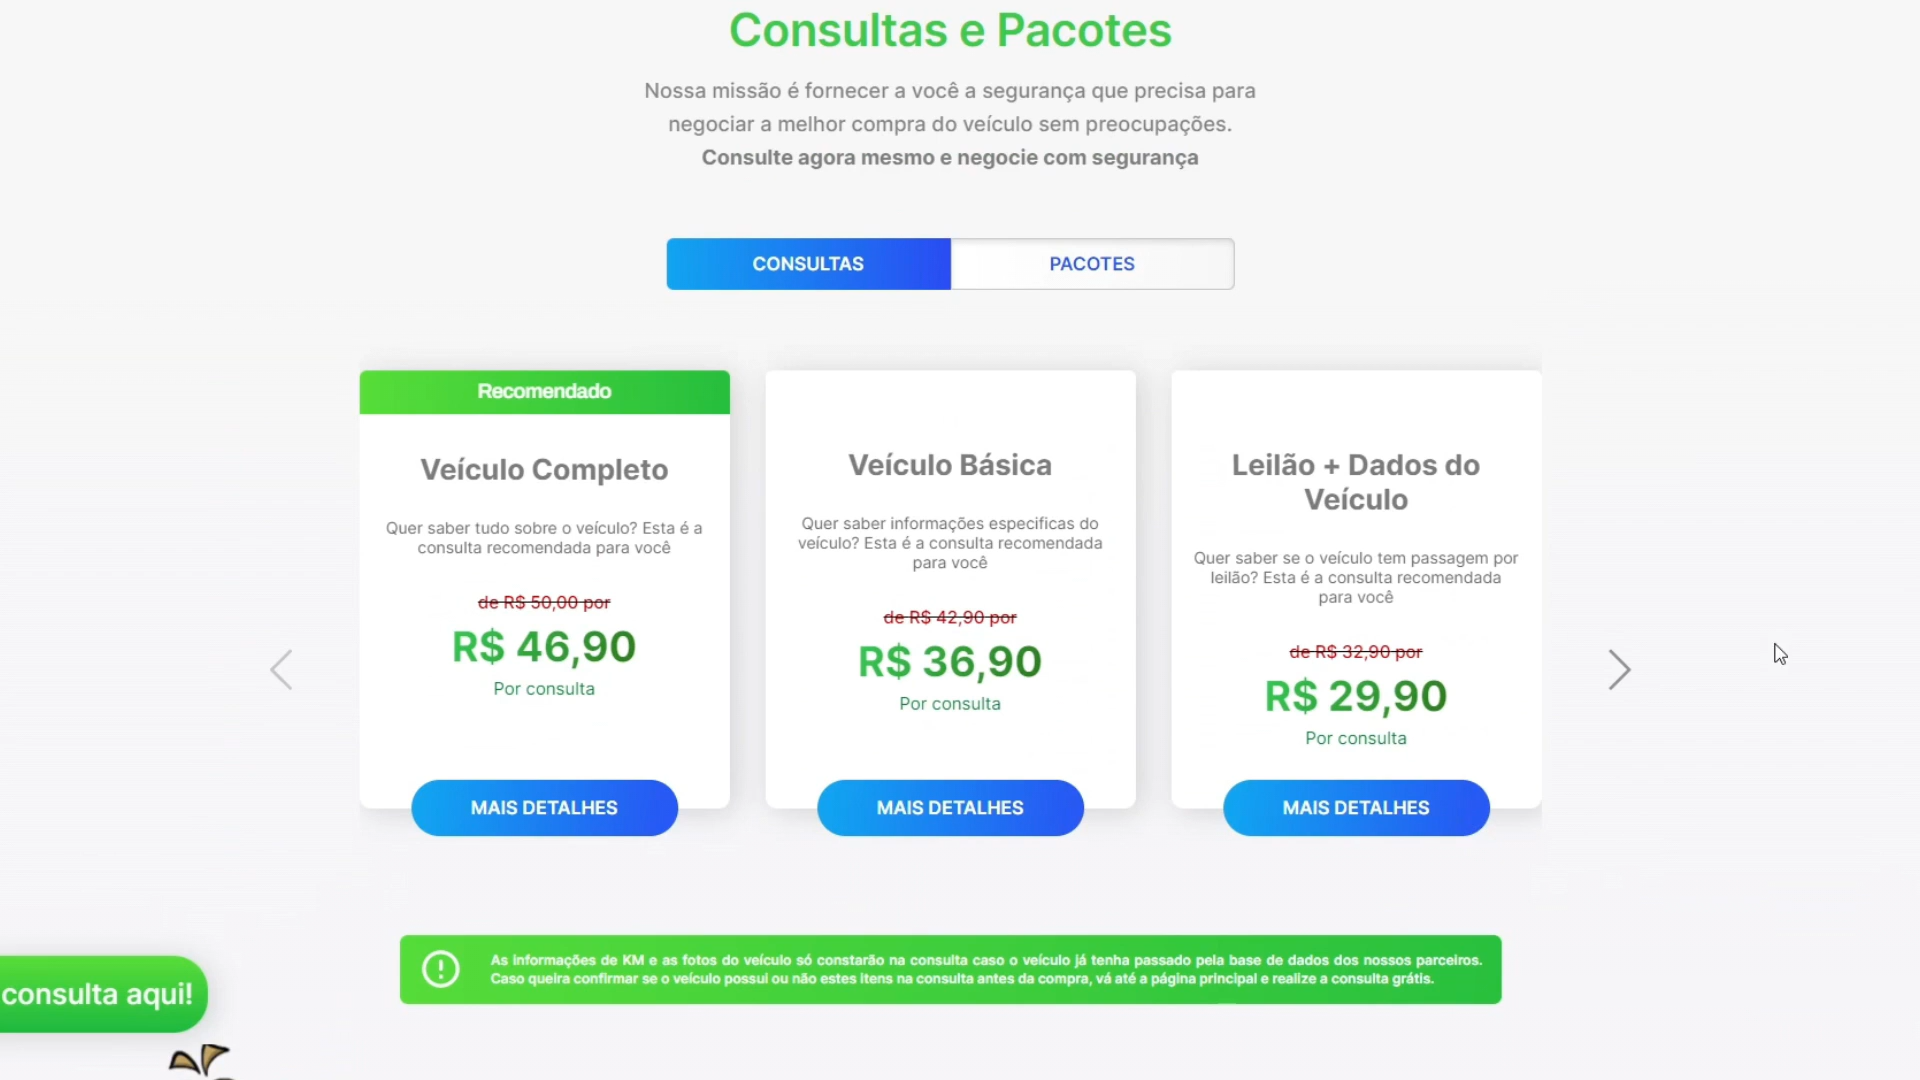 Consultas e Pacotes
Nossa missão é fornecer a você a segurança que precisa para
negociar a melhor compra do veículo sem preocupações.
Consulte agora mesmo e negocie com segurança
CONSULTAS
PACOTES
Recomendado
Veículo Completo
Quer saber tudo sobre o veículo? Esta é a
consulta recomendada para você
de R$ 50,00 por
R$ 46,90
Por consulta
MAIS DETALHES
Veículo Básica
Quer saber informações especificas do
veículo? Esta é a consulta recomendada
para você
de R$ 42,90 por
R$ 36,90
Por consulta
MAIS DETALHES
Leilão + Dados do
Veículo
Quer saber se o veículo tem passagem por
leilão? Esta é a consulta recomendada
para você
de R$ 32,90 por
R$ 29,90
Por consulta
MAIS DETALHES
As informações de KM e as fotos do veículo só constarão na consulta caso o veículo já tenha passado pela base de dados dos nossos parceiros.
Caso queira confirmar se o veículo possui ou não estes itens na consulta antes da compra, vá até a página principal e realize a consulta grátis.
consulta aqui!